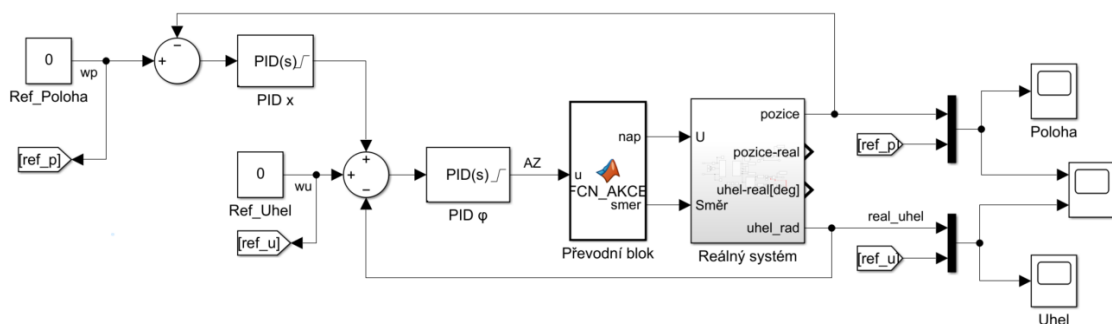 0
Ref_Poloha
wp
[ref_p]
+
−
PID(s)
PID x
0
Ref_Uhel
wu
[ref_u]
+
+
−
PID(s)
PID φ
AZ
u
nap
FCN_AKCE
smer
Převodní blok
U
Směr
pozice
pozice-real
uhel-real[deg]
uhel_rad
Reálný systém
[ref_p]
Poloha
real_uhel
[ref_u]
Uhel